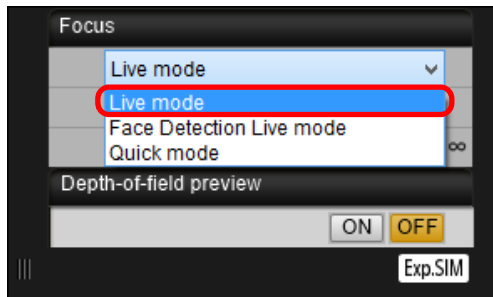 Focus
Live mode
Live mode
Face Detection Live mode
Quick mode
∞
Depth-of-field preview
ON OFF
Exp.SIM